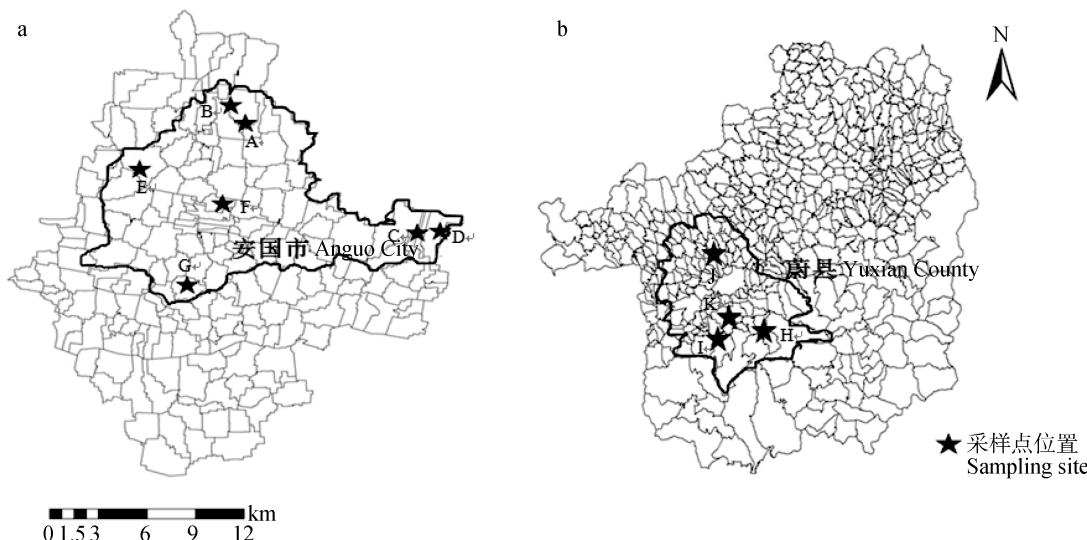 a
b
N
B
A
E
F
安国市 Anguo City
C
D
G
J
蔚县 Yuxian County
K
I
H
采样点位置
Sampling site
km
0 1.5 3 6 9 12